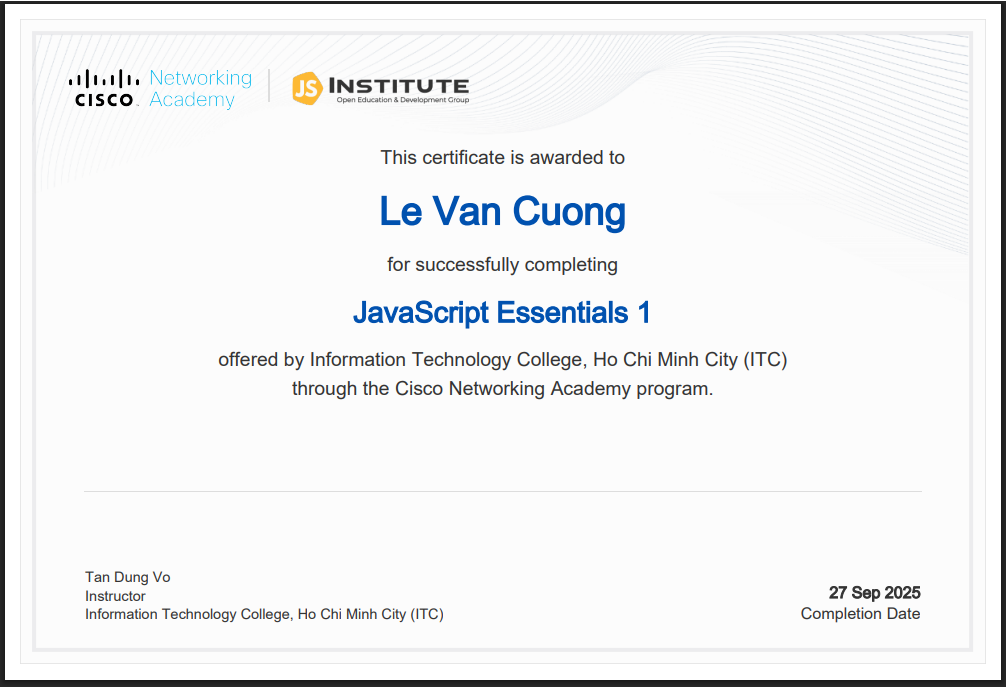 CISCO Networking Academy
JS INSTITUTE
Open Education & Development Group
This certificate is awarded to
Le Van Cuong
for successfully completing
JavaScript Essentials 1
offered by Information Technology College, Ho Chi Minh City (ITC)
through the Cisco Networking Academy program.
Tan Dung Vo
Instructor
Information Technology College, Ho Chi Minh City (ITC)
27 Sep 2025
Completion Date